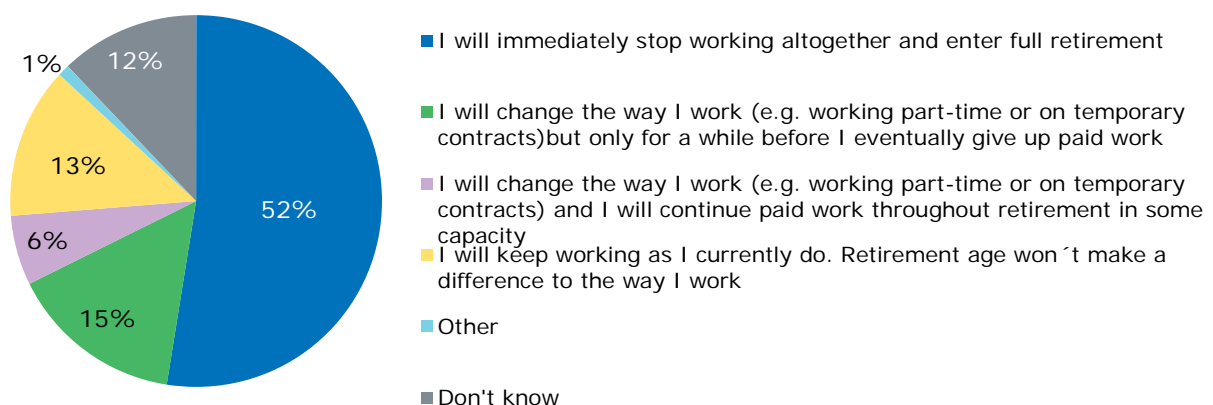 1%
12%
13%
52%
6%
15%
I will immediately stop working altogether and enter full retirement
I will change the way I work (e.g. working part-time or on temporary
contracts)but only for a while before I eventually give up paid work
I will change the way I work (e.g. working part-time or on temporary
contracts) and I will continue paid work throughout retirement in some
capacity
I will keep working as I currently do. Retirement age won´t make a
difference to the way I work
Other
Don't know